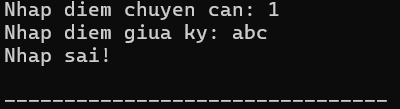 Nhap diem chuyen can: 1
Nhap diem giua ky: abc
Nhap sai!
--------------------------------